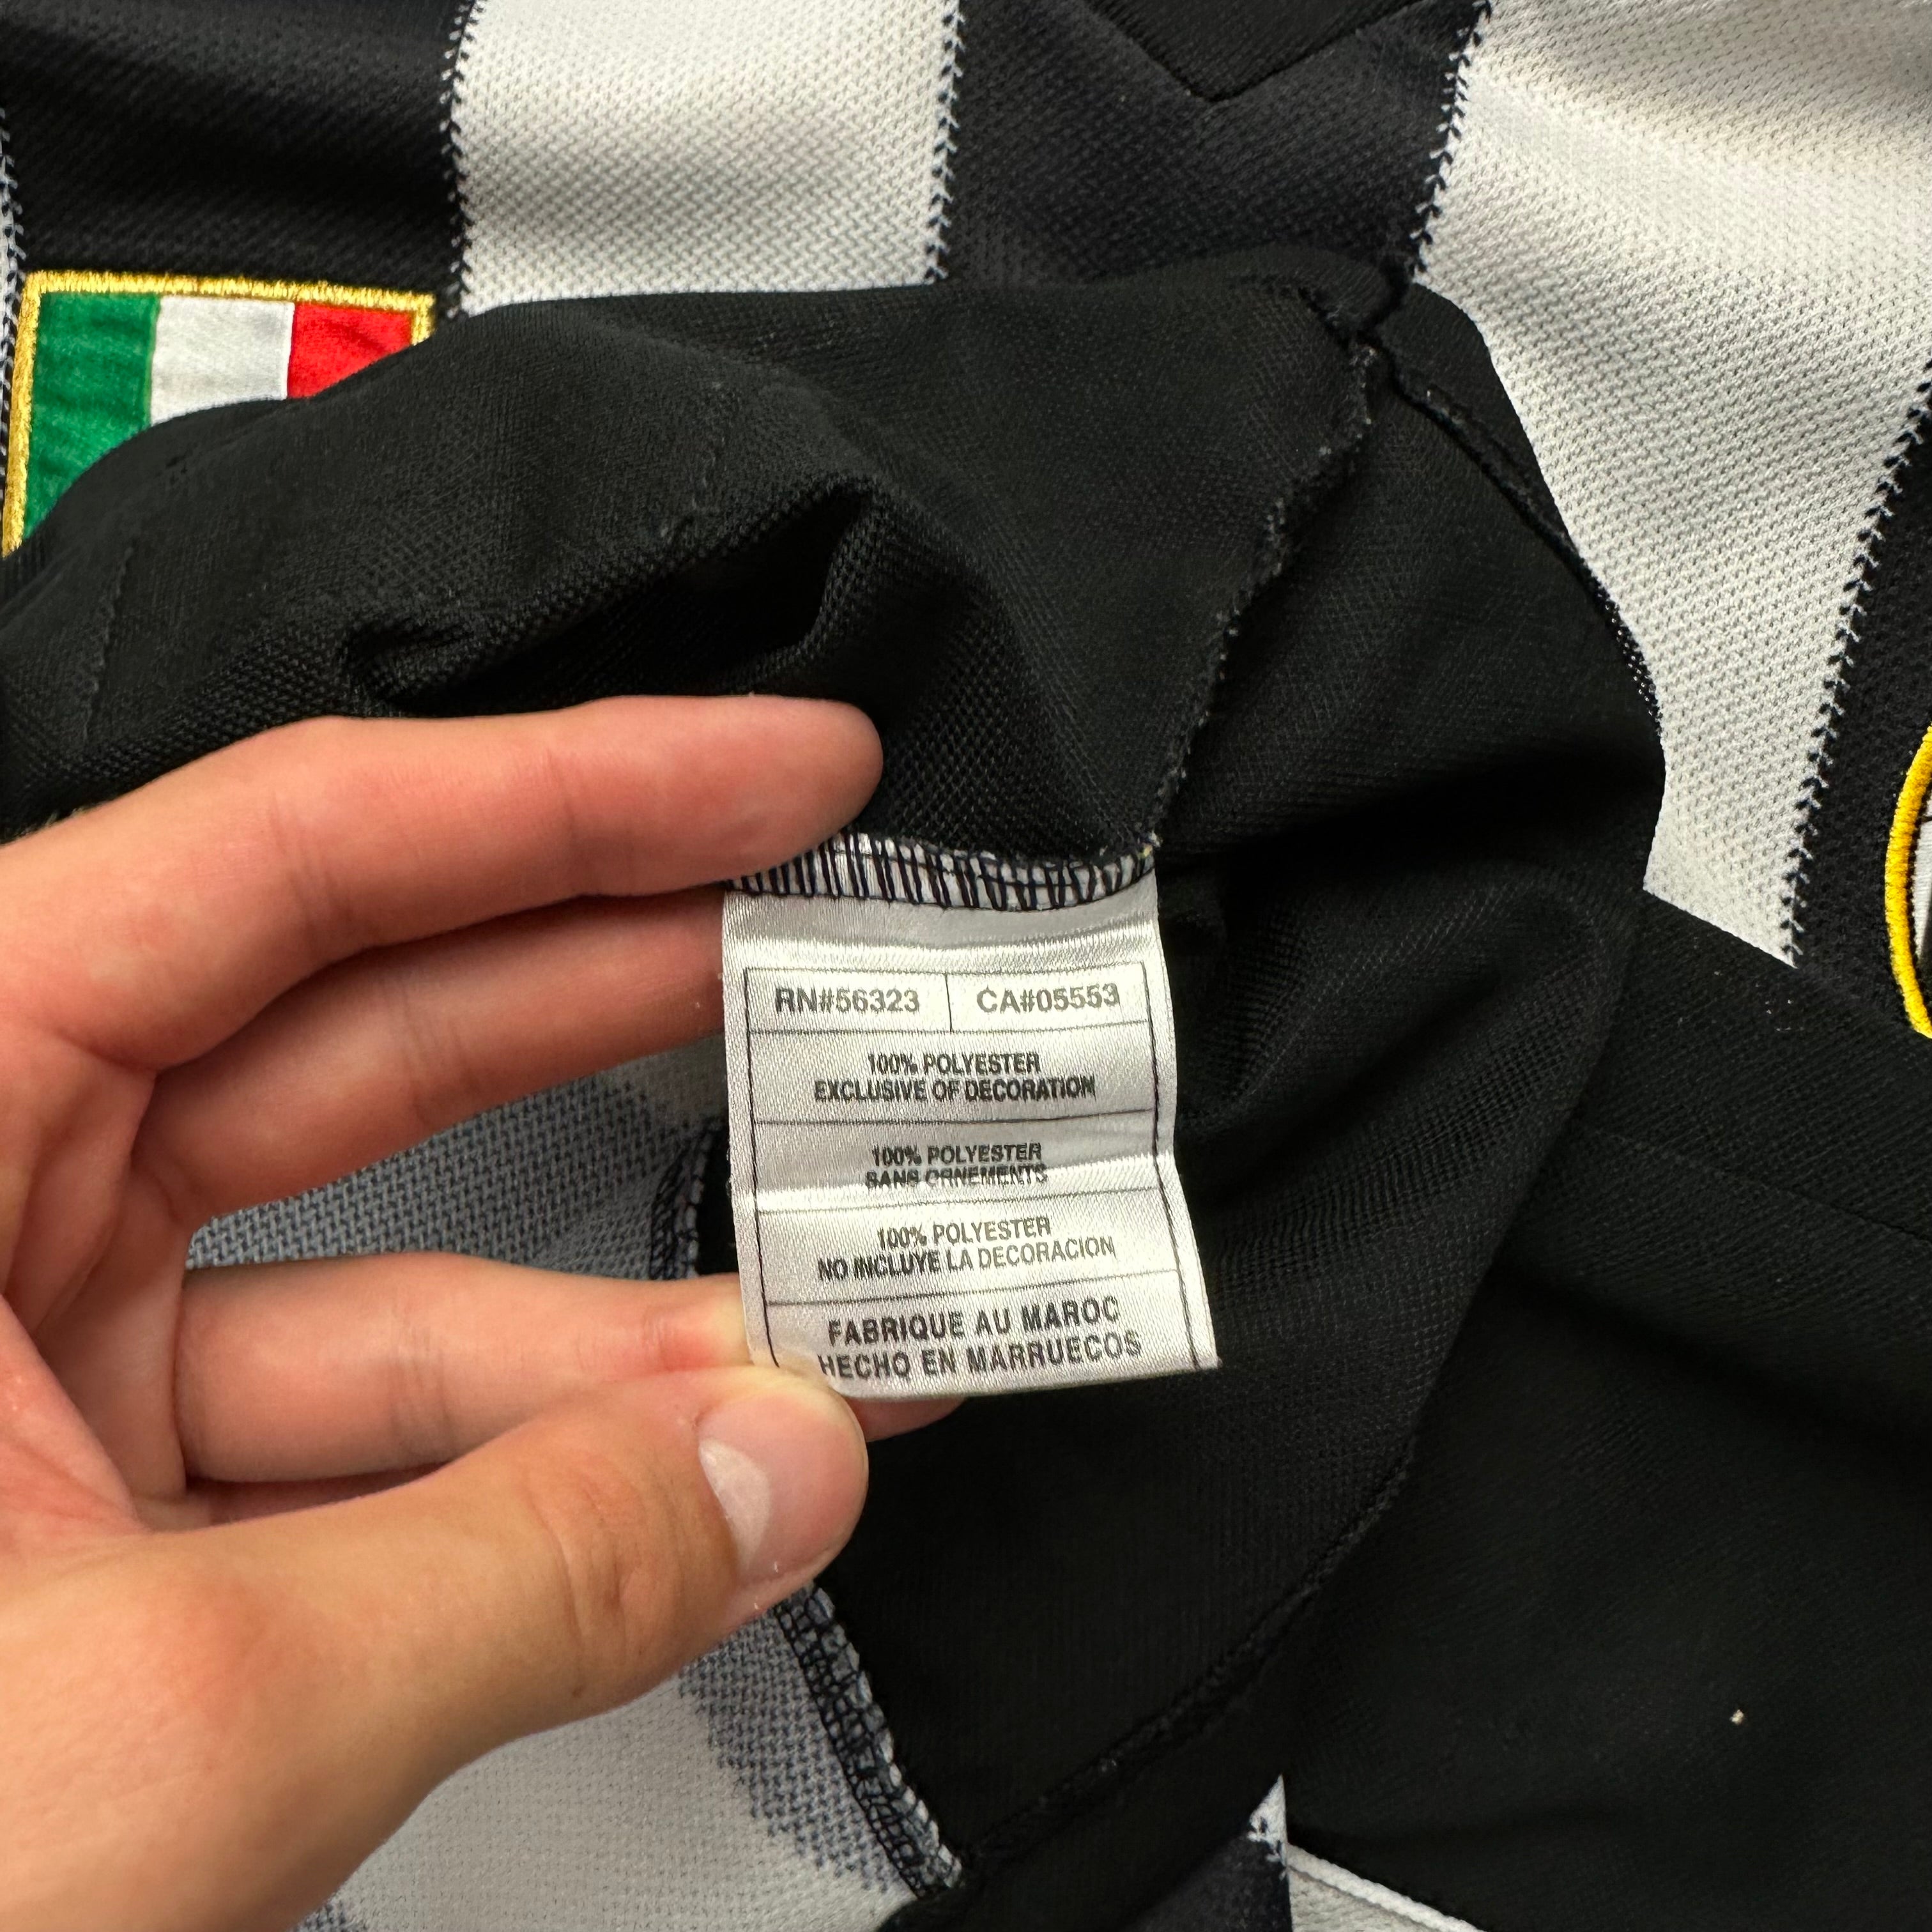 RN#56323 CA#05553
100% POLYESTER
EXCLUSIVE OF DECORATION
100% POLYESTER
SANS ORNEMENTS
100% POLYESTER
NO INCLUYE LA DECORACION
FABRIQUE AU MAROC
HECHO EN MARRUECOS